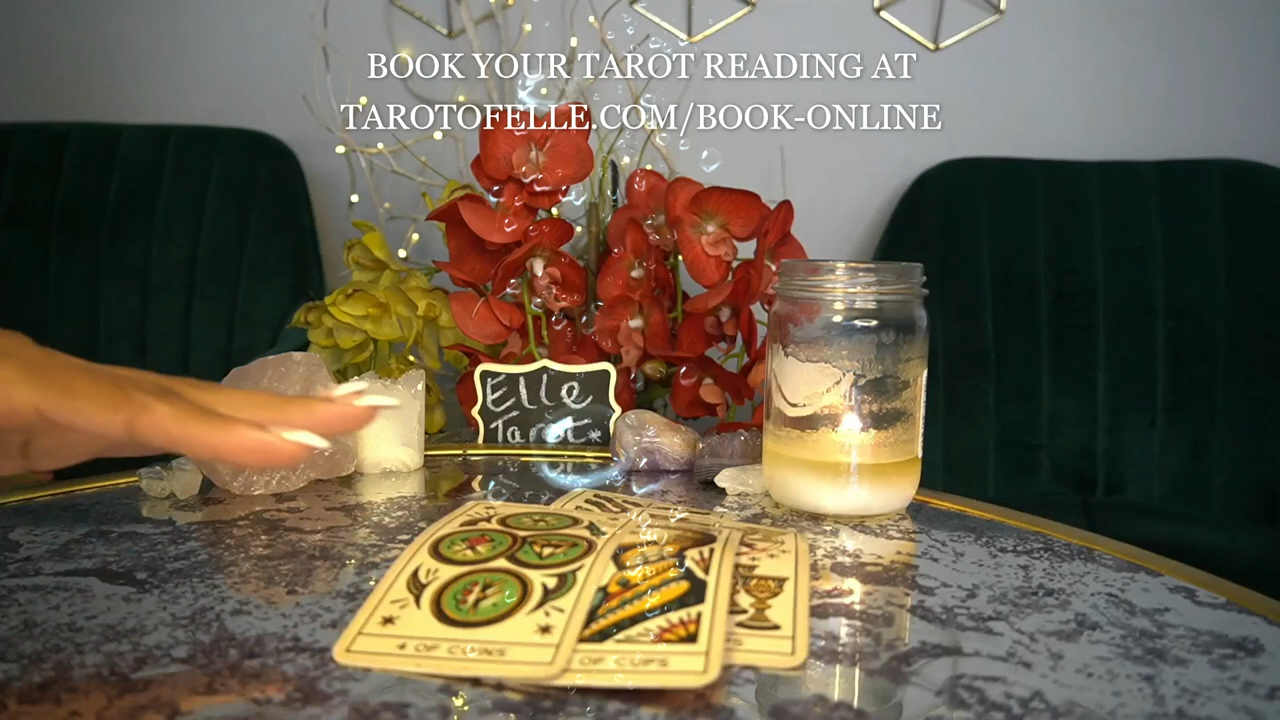 BOOK YOUR TAROT READING AT
TAROTOFELLE.COM/BOOK-ONLINE
Elle
Tarot*
4 OF COINS
OF CUPS